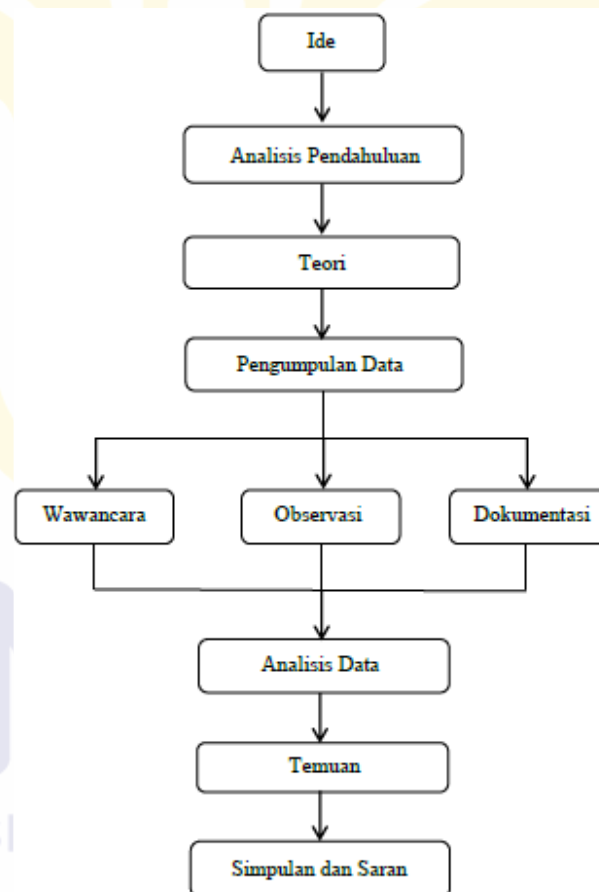 Ide
Analisis Pendahuluan
Teori
Pengumpulan Data
Wawancara
Observasi
Dokumentasi
Analisis Data
Temuan
Simpulan dan Saran